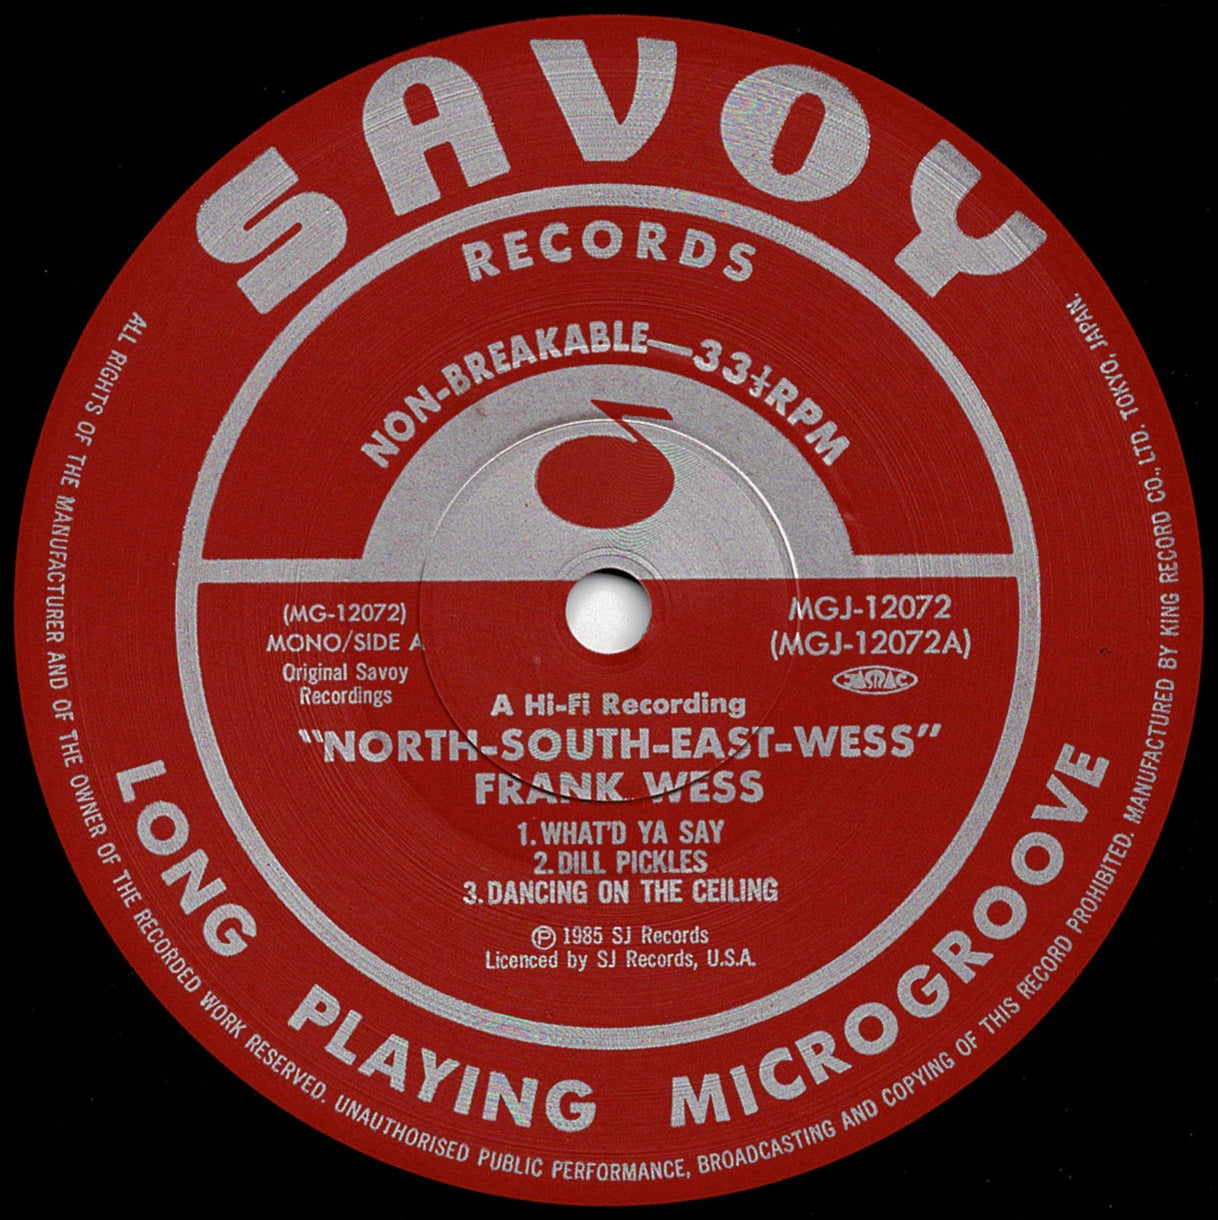 SAVOY
RECORDS
NON-BREAKABLE—33⅓RPM
(MG-12072)
MONO/SIDE A
Original Savoy
Recordings
MGJ-12072
(MGJ-12072A)
JASRAC
A Hi-Fi Recording
"NORTH-SOUTH-EAST-WESS"
FRANK WESS
1. WHAT'D YA SAY
2. DILL PICKLES
3. DANCING ON THE CEILING
Ⓟ 1985 SJ Records
Licenced by SJ Records, U.S.A.
LONG PLAYING MICROGROOVE
ALL RIGHTS OF THE MANUFACTURER AND OF THE OWNER OF THE RECORDED WORK RESERVED. UNAUTHORISED PUBLIC PERFORMANCE, BROADCASTING AND COPYING OF THIS RECORD PROHIBITED. MANUFACTURED BY KING RECORD CO., LTD. TOKYO, JAPAN.